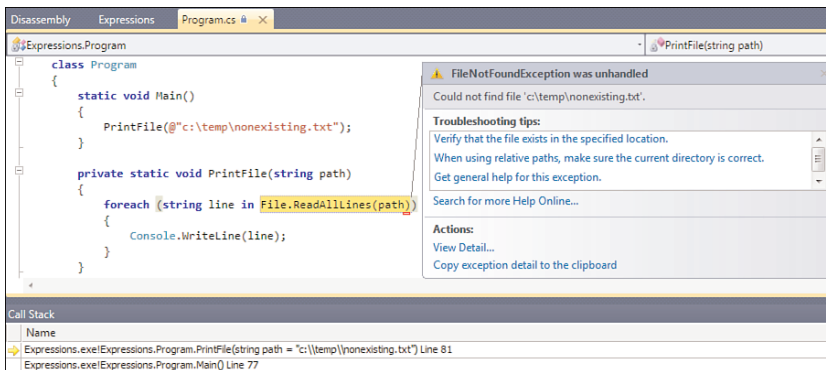 Disassembly Expressions Program.cs
Expressions.Program PrintFile(string path)
class Program
{
static void Main()
{
PrintFile(@"c:\temp\nonexisting.txt");
}
private static void PrintFile(string path)
{
foreach (string line in File.ReadAllLines(path))
{
Console.WriteLine(line);
}
}
FileNotFoundException was unhandled
Could not find file 'c:\temp\nonexisting.txt'.
Troubleshooting tips:
Verify that the file exists in the specified location.
When using relative paths, make sure the current directory is correct.
Get general help for this exception.
Search for more Help Online...
Actions:
View Detail...
Copy exception detail to the clipboard
Call Stack
Name
Expressions.exe!Expressions.Program.PrintFile(string path = "c:\\temp\\nonexisting.txt") Line 81
Expressions.exe!Expressions.Program.Main() Line 77